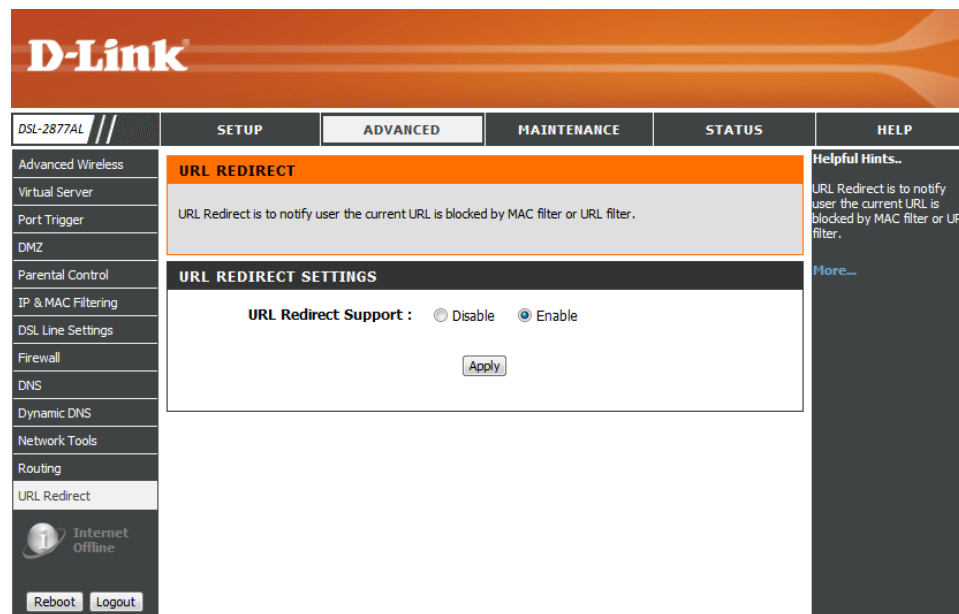 D-Link®
DSL-2877AL
SETUP
ADVANCED
MAINTENANCE
STATUS
HELP
Advanced Wireless
Virtual Server
Port Trigger
DMZ
Parental Control
IP & MAC Filtering
DSL Line Settings
Firewall
DNS
Dynamic DNS
Network Tools
Routing
URL Redirect
Internet
Offline
Reboot
Logout
URL REDIRECT
URL Redirect is to notify user the current URL is blocked by MAC filter or URL filter.
URL REDIRECT SETTINGS
URL Redirect Support : Disable Enable
Apply
Helpful Hints..
URL Redirect is to notify
user the current URL is
blocked by MAC filter or
filter.
More...